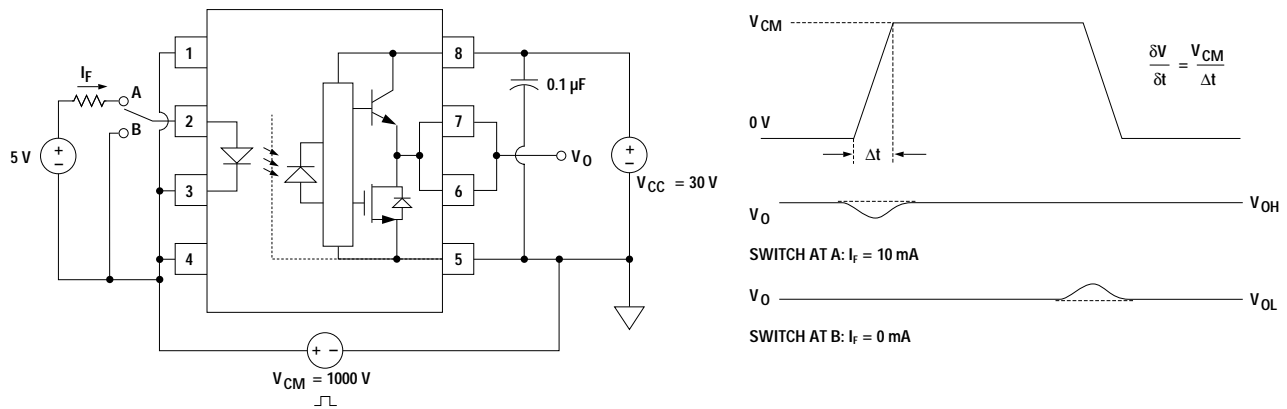 I_F
A
B
5 V
+
−
1
2
3
4
8
7
6
5
0.1 µF
V_O
+
−
V_CC = 30 V
+ −
V_CM = 1000 V
V_CM
0 V
Δt
δV
δt
=
V_CM
Δt
V_O
V_OH
SWITCH AT A: I_F = 10 mA
V_O
V_OL
SWITCH AT B: I_F = 0 mA